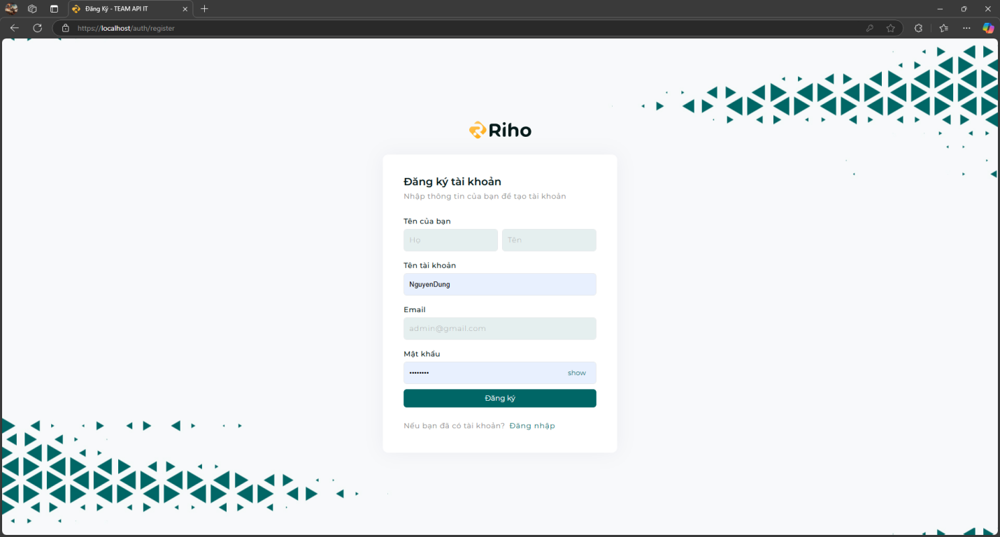 Đăng Ký - TEAM API IT
https://localhost/auth/register
Riho
Đăng ký tài khoản
Nhập thông tin của bạn để tạo tài khoản
Tên của bạn
Họ Tên
Tên tài khoản
NguyenDung
Email
admin@gmail.com
Mật khẩu
•••••••• show
Đăng ký
Nếu bạn đã có tài khoản? Đăng nhập